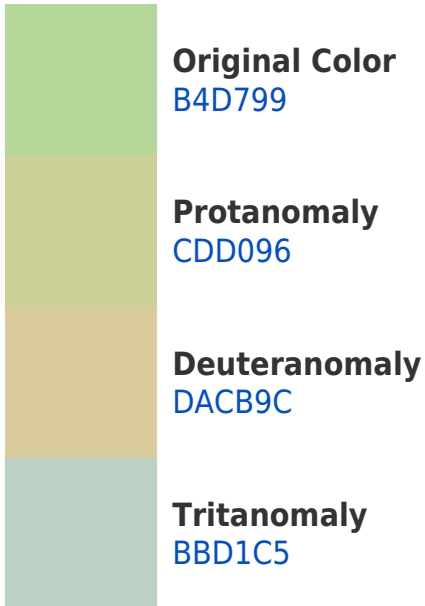 Original Color
B4D799
Protanomaly
CDD096
Deuteranomaly
DACB9C
Tritanomaly
BBD1C5